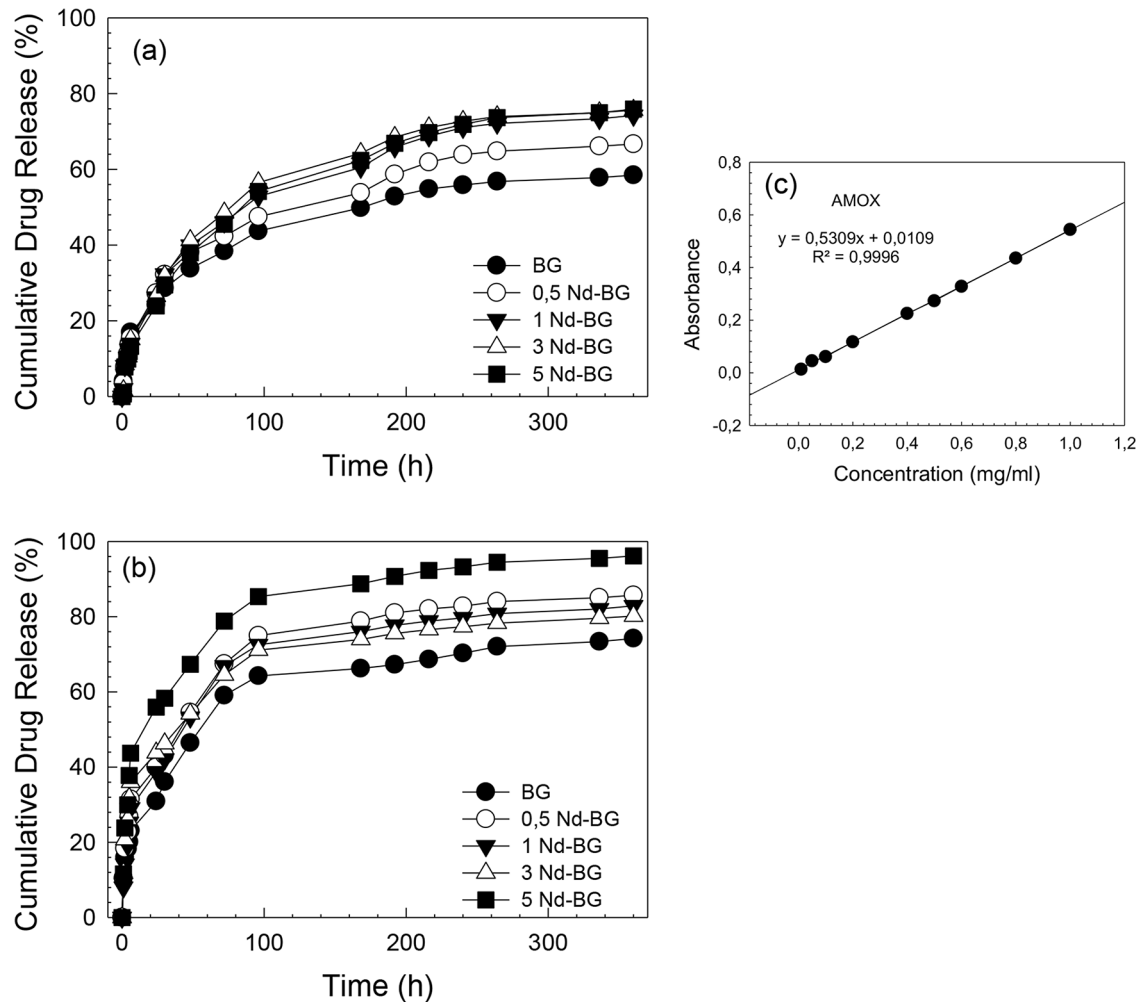 (a)
Cumulative Drug Release (%)
100
80
60
40
20
0
BG
0,5 Nd-BG
1 Nd-BG
3 Nd-BG
5 Nd-BG
0
100
200
300
Time (h)
(c)
AMOX
y = 0,5309x + 0,0109
R² = 0,9996
Absorbance
0,8
0,6
0,4
0,2
0,0
-0,2
0,0
0,2
0,4
0,6
0,8
1,0
1,2
Concentration (mg/ml)
(b)
Cumulative Drug Release (%)
100
80
60
40
20
0
BG
0,5 Nd-BG
1 Nd-BG
3 Nd-BG
5 Nd-BG
0
100
200
300
Time (h)